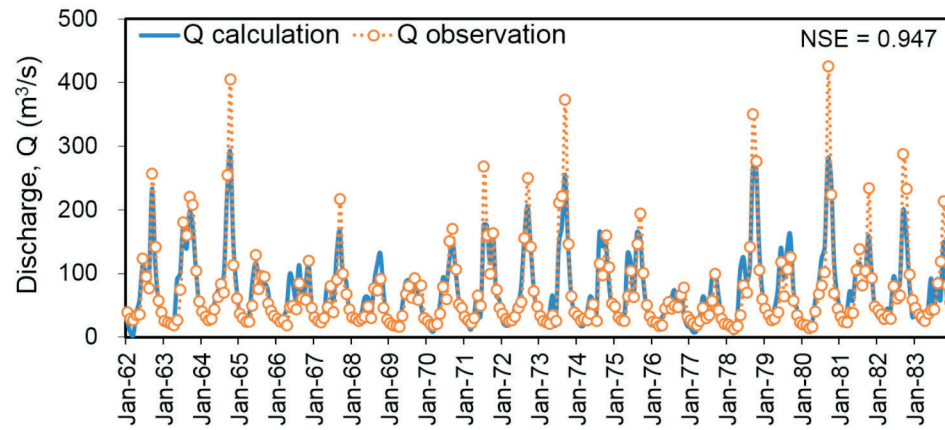 Discharge, Q (m³/s)
500
400
300
200
100
0
Q calculation
Q observation
NSE = 0.947
Jan-62
Jan-63
Jan-64
Jan-65
Jan-66
Jan-67
Jan-68
Jan-69
Jan-70
Jan-71
Jan-72
Jan-73
Jan-74
Jan-75
Jan-76
Jan-77
Jan-78
Jan-79
Jan-80
Jan-81
Jan-82
Jan-83